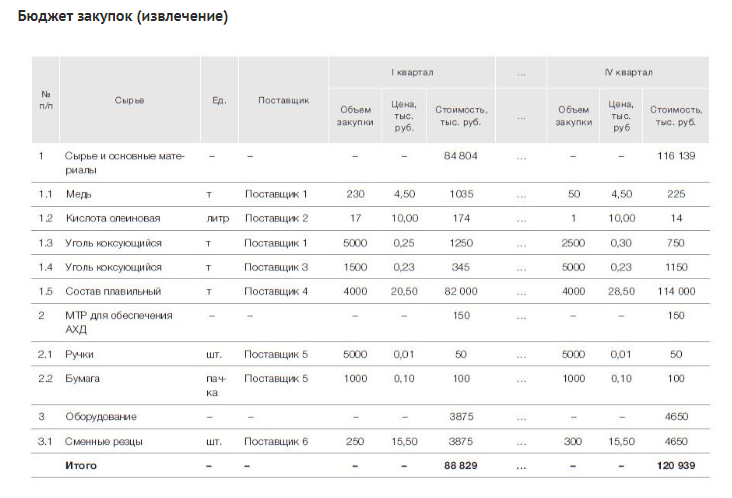 Бюджет закупок (извлечение)
№ п/п Сырье Ед. Поставщик I квартал ... IV квартал
Объем закупки Цена, тыс. руб. Стоимость, тыс. руб. ... Объем закупки Цена, тыс. руб Стоимость, тыс. руб.
1 Сырье и основные мате-
риалы – – – – 84 804 ... – – 116 139
1.1 Медь т Поставщик 1 230 4,50 1035 ... 50 4,50 225
1.2 Кислота олеиновая литр Поставщик 2 17 10,00 174 ... 1 10,00 14
1.3 Уголь коксующийся т Поставщик 1 5000 0,25 1250 ... 2500 0,30 750
1.4 Уголь коксующийся т Поставщик 3 1500 0,23 345 ... 5000 0,23 1150
1.5 Состав плавильный т Поставщик 4 4000 20,50 82 000 ... 4000 28,50 114 000
2 МТР для обеспечения
АХД – – – – 150 ... – – 150
2.1 Ручки шт. Поставщик 5 5000 0,01 50 ... 5000 0,01 50
2.2 Бумага пач-
ка Поставщик 5 1000 0,10 100 ... 1000 0,10 100
3 Оборудование – – – – 3875 ... – – 4650
3.1 Сменные резцы шт. Поставщик 6 250 15,50 3875 ... 300 15,50 4650
Итого – – – – 88 829 ... – – 120 939